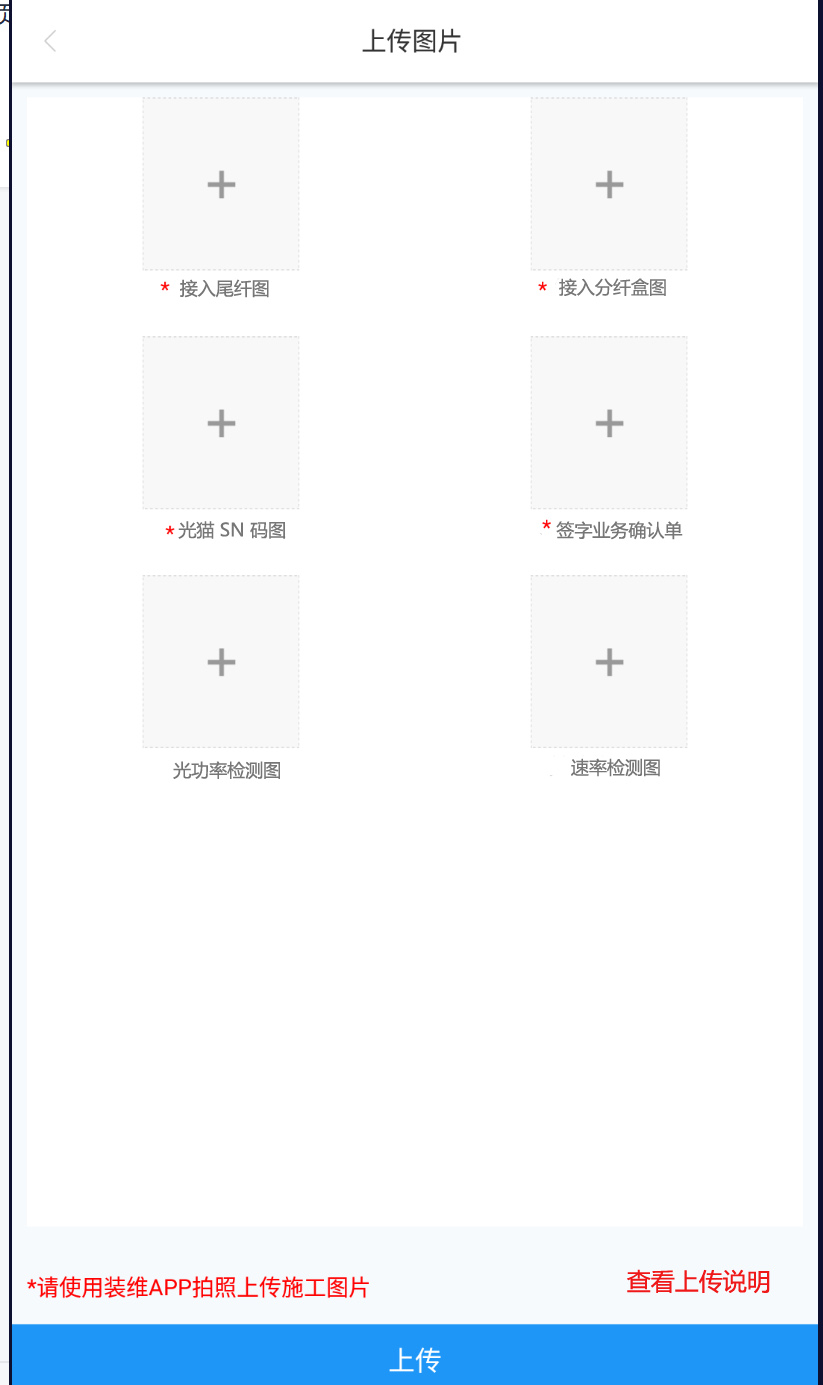 上传图片
* 接入尾纤图
* 接入分纤盒图
*光猫 SN 码图
*签字业务确认单
光功率检测图
速率检测图
*请使用装维APP拍照上传施工图片
查看上传说明
上传